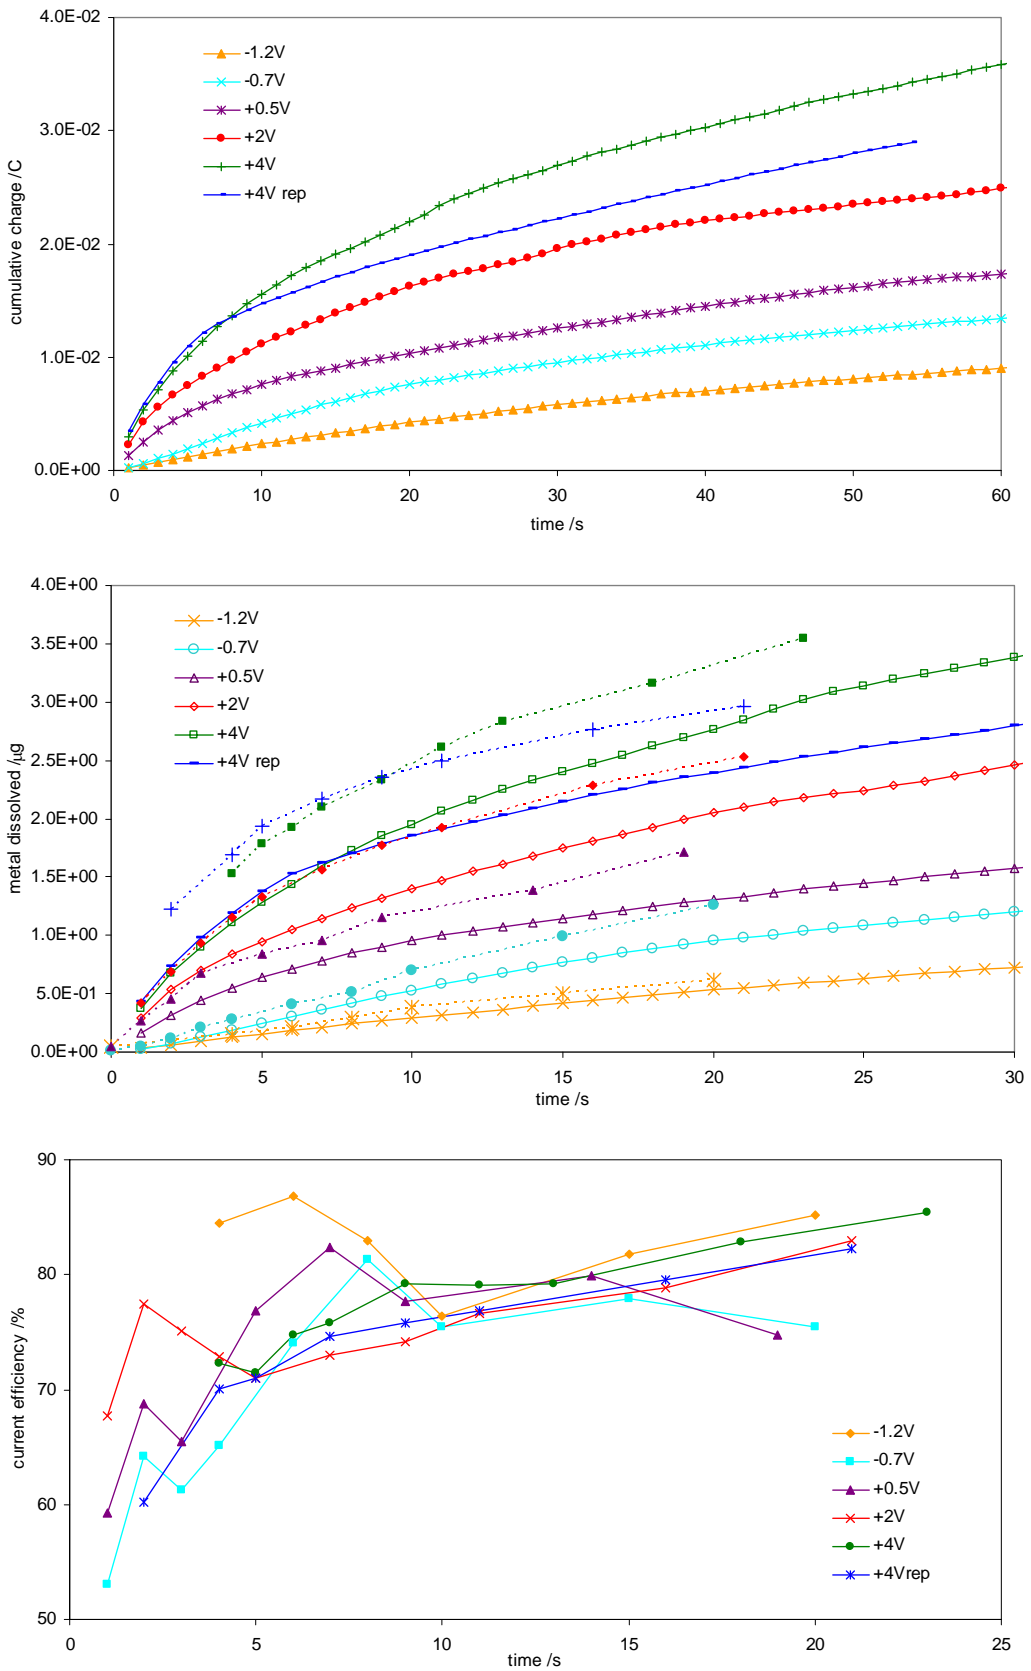 4.0E-02
3.0E-02
2.0E-02
1.0E-02
0.0E+00
cumulative charge /C
-1.2V
-0.7V
+0.5V
+2V
+4V
+4V rep
0 10 20 30 40 50 60
time /s
4.0E+00
3.5E+00
3.0E+00
2.5E+00
2.0E+00
1.5E+00
1.0E+00
5.0E-01
0.0E+00
metal dissolved /µg
-1.2V
-0.7V
+0.5V
+2V
+4V
+4V rep
0 5 10 15 20 25 30
time /s
90
80
70
60
50
current efficiency /%
-1.2V
-0.7V
+0.5V
+2V
+4V
+4Vrep
0 5 10 15 20 25
time /s